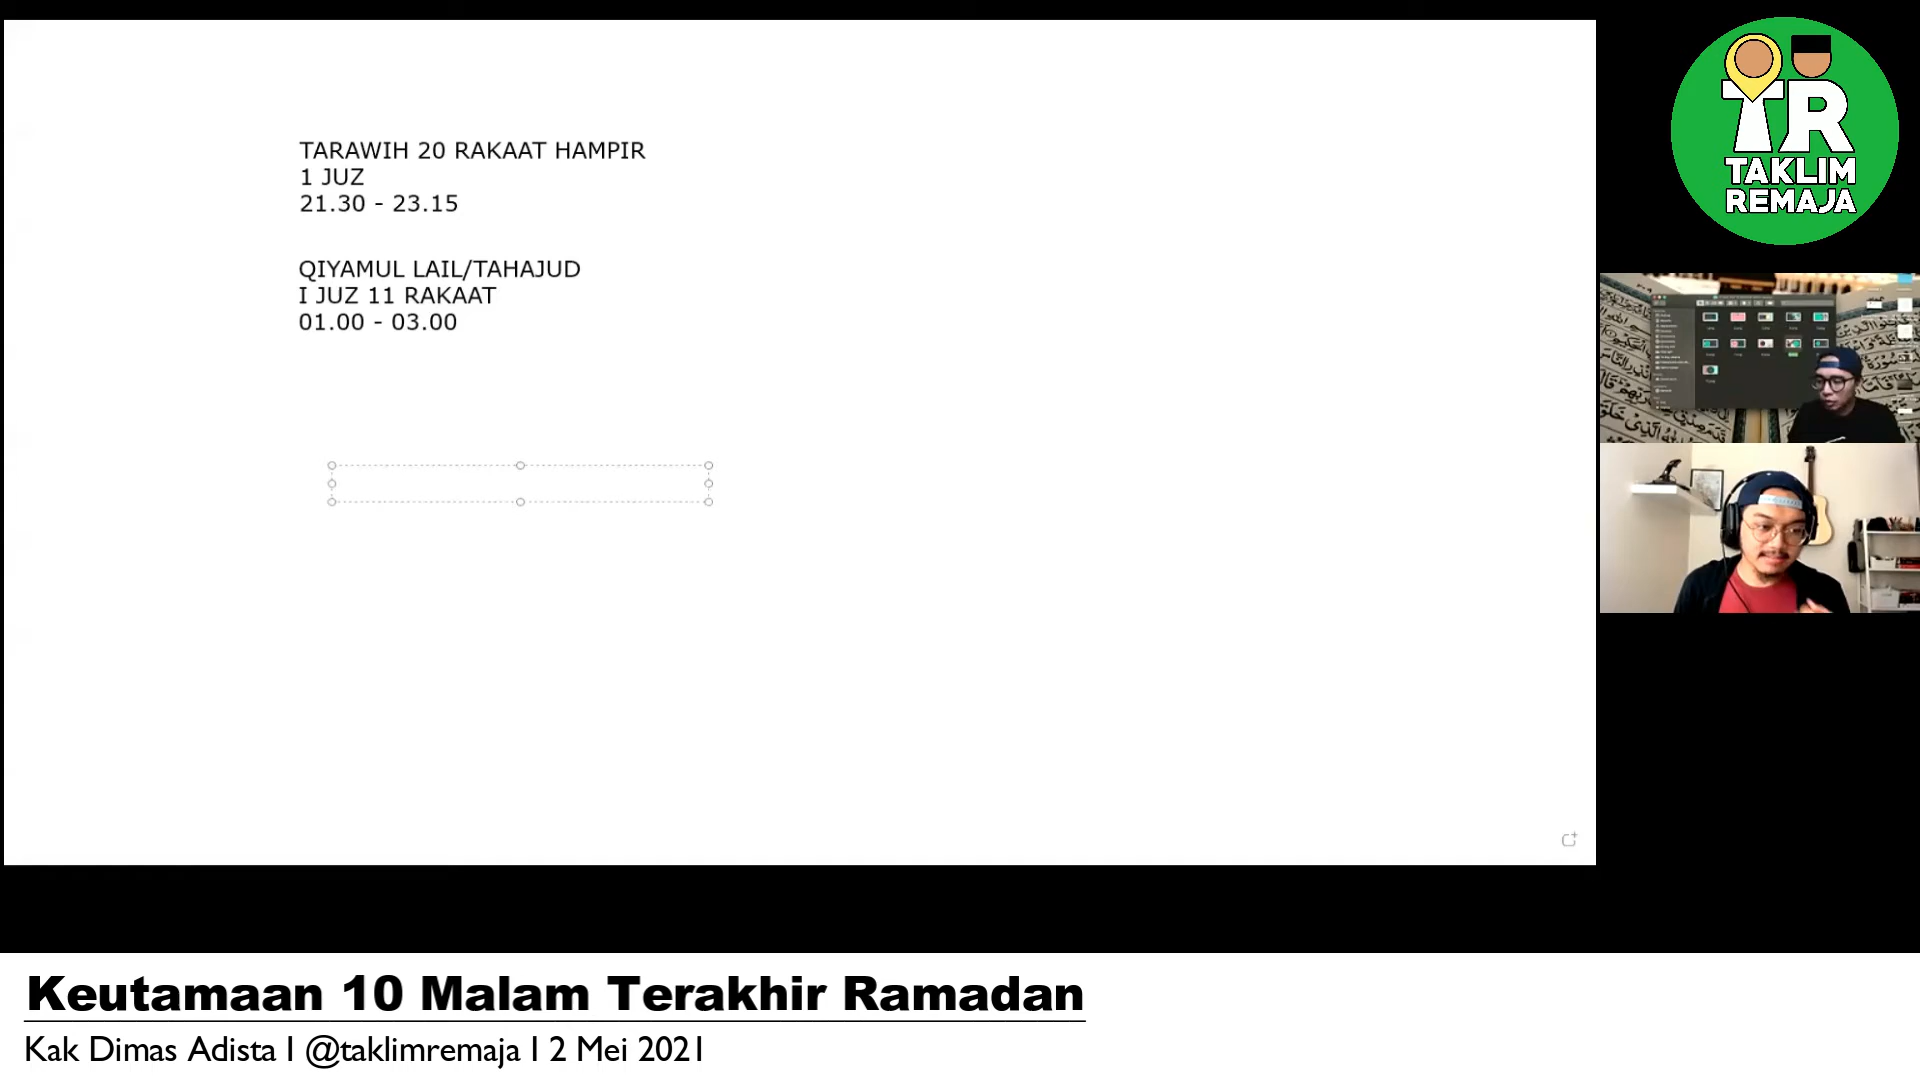 TARAWIH 20 RAKAAT HAMPIR
1 JUZ
21.30 - 23.15
QIYAMUL LAIL/TAHAJUD
I JUZ 11 RAKAAT
01.00 - 03.00
TR
TAKLIM
REMAJA
Keutamaan 10 Malam Terakhir Ramadan
Kak Dimas Adista I @taklimremaja I 2 Mei 2021